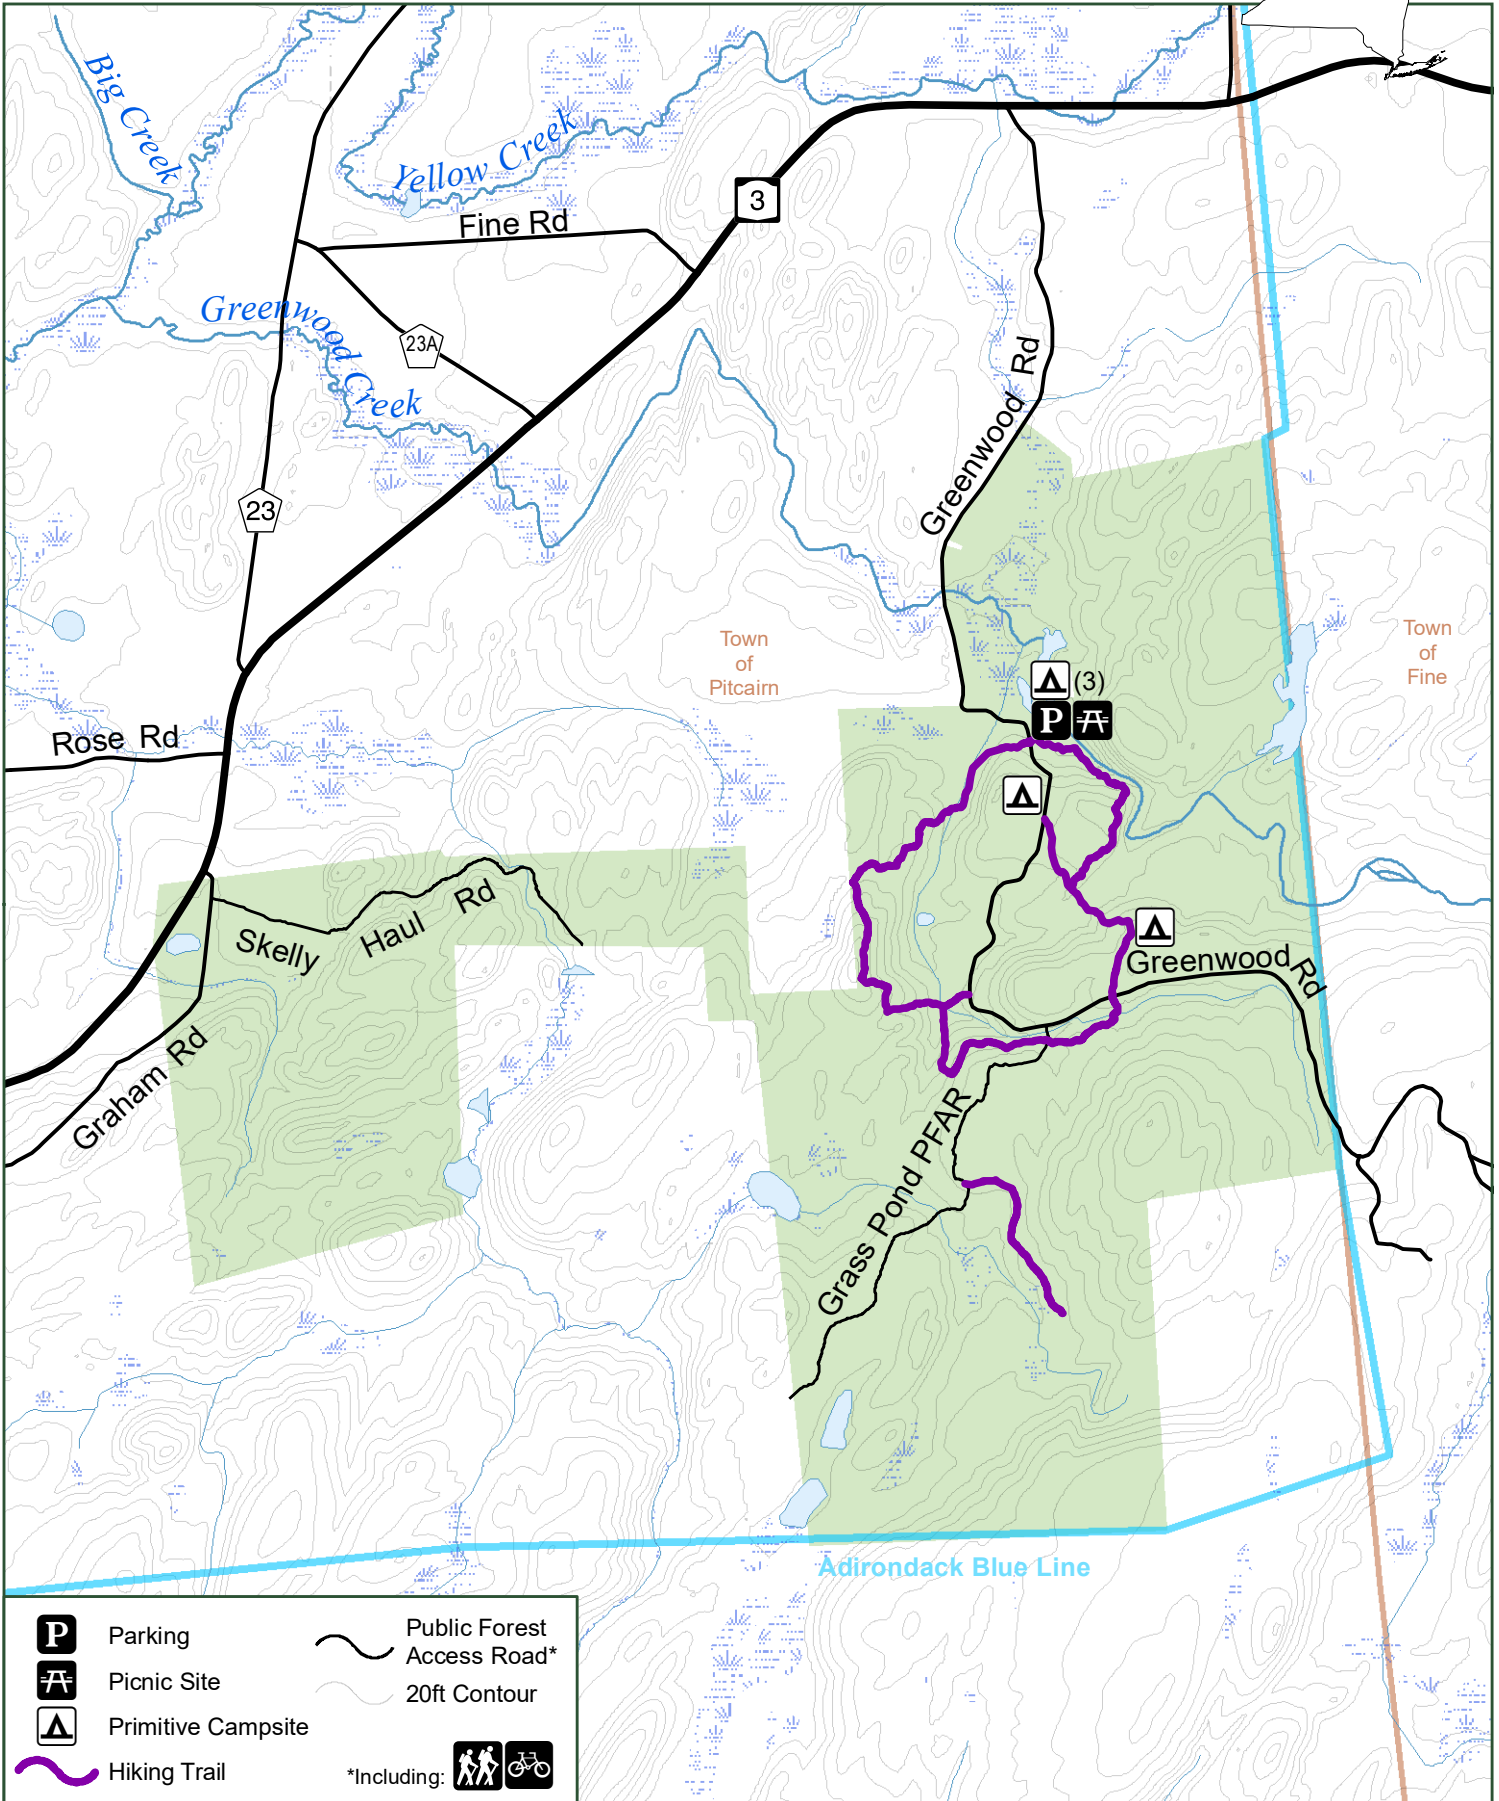 Big Creek
Yellow Creek
3
Fine Rd
Greenwood Creek
23A
Greenwood Rd
23
Town
of
Pitcairn
Town
of
Fine
(3)
P
Rose Rd
Skelly Haul Rd
Greenwood Rd
Graham Rd
Grass Pond PFAR
Adirondack Blue Line
P Parking
Picnic Site
Primitive Campsite
Hiking Trail
Public Forest
Access Road*
20ft Contour
*Including: